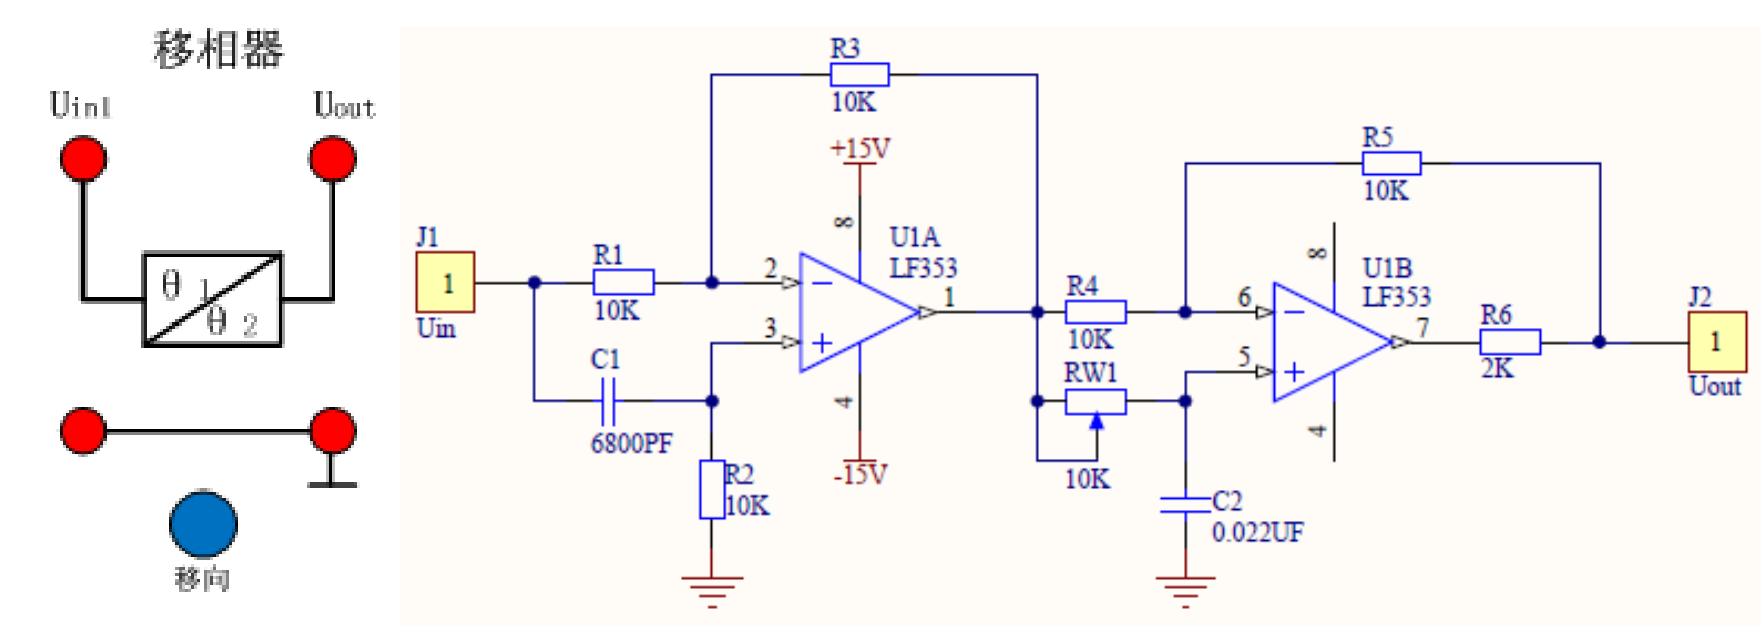 移相器
Uin1
Uout
θ 1
θ 2
移向
R3
10K
+15V
8
J1
1
Uin
R1
10K
2
3
U1A
LF353
1
C1
6800PF
4
-15V
R2
10K
R4
10K
RW1
10K
R5
10K
8
6
5
U1B
LF353
7
4
R6
2K
C2
0.022UF
J2
1
Uout